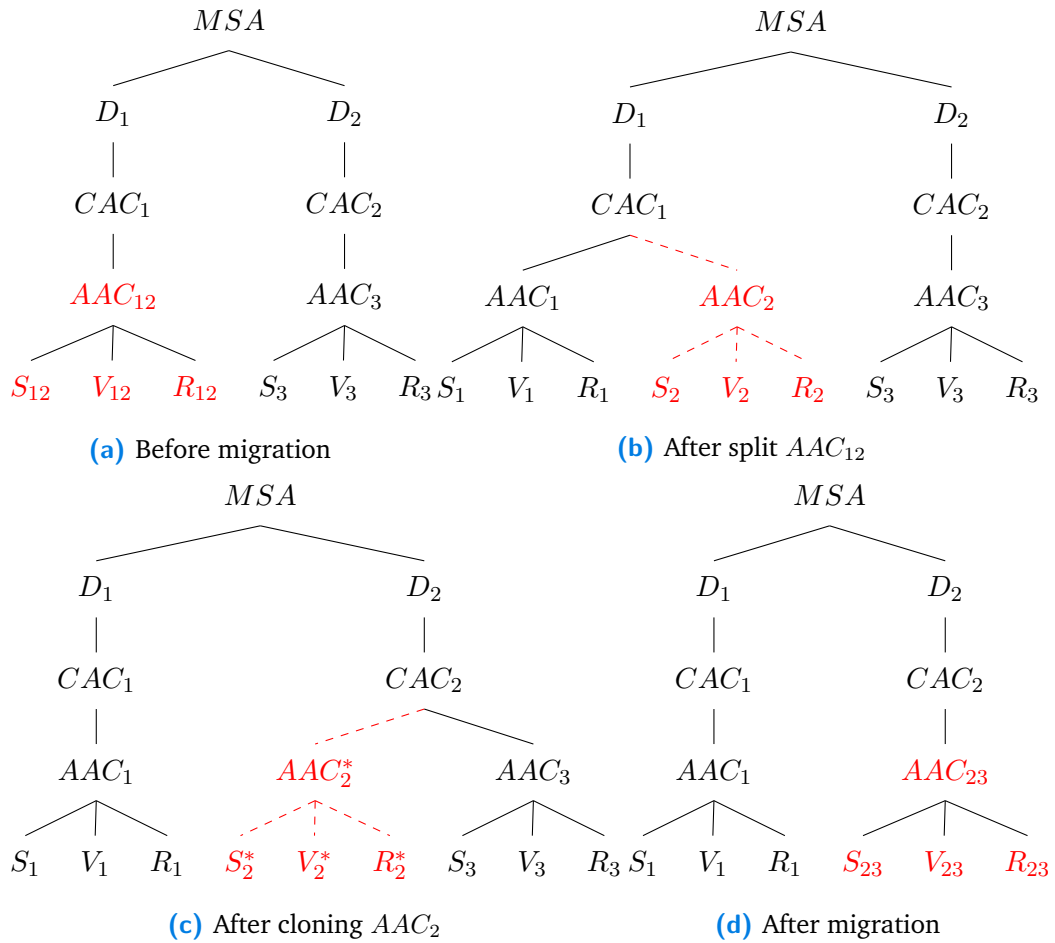 MSA MSA
D₁ D₂ D₁ D₂
CAC₁ CAC₂ CAC₁ CAC₂
AAC₁₂ AAC₃ AAC₁ AAC₂ AAC₃
S₁₂ V₁₂ R₁₂ S₃ V₃ R₃ S₁ V₁ R₁ S₂ V₂ R₂ S₃ V₃ R₃
(a) Before migration (b) After split AAC₁₂
MSA MSA
D₁ D₂ D₁ D₂
CAC₁ CAC₂ CAC₁ CAC₂
AAC₁ AAC₂* AAC₃ AAC₁ AAC₂₃
S₁ V₁ R₁ S₂* V₂* R₂* S₃ V₃ R₃ S₁ V₁ R₁ S₂₃ V₂₃ R₂₃
(c) After cloning AAC₂ (d) After migration